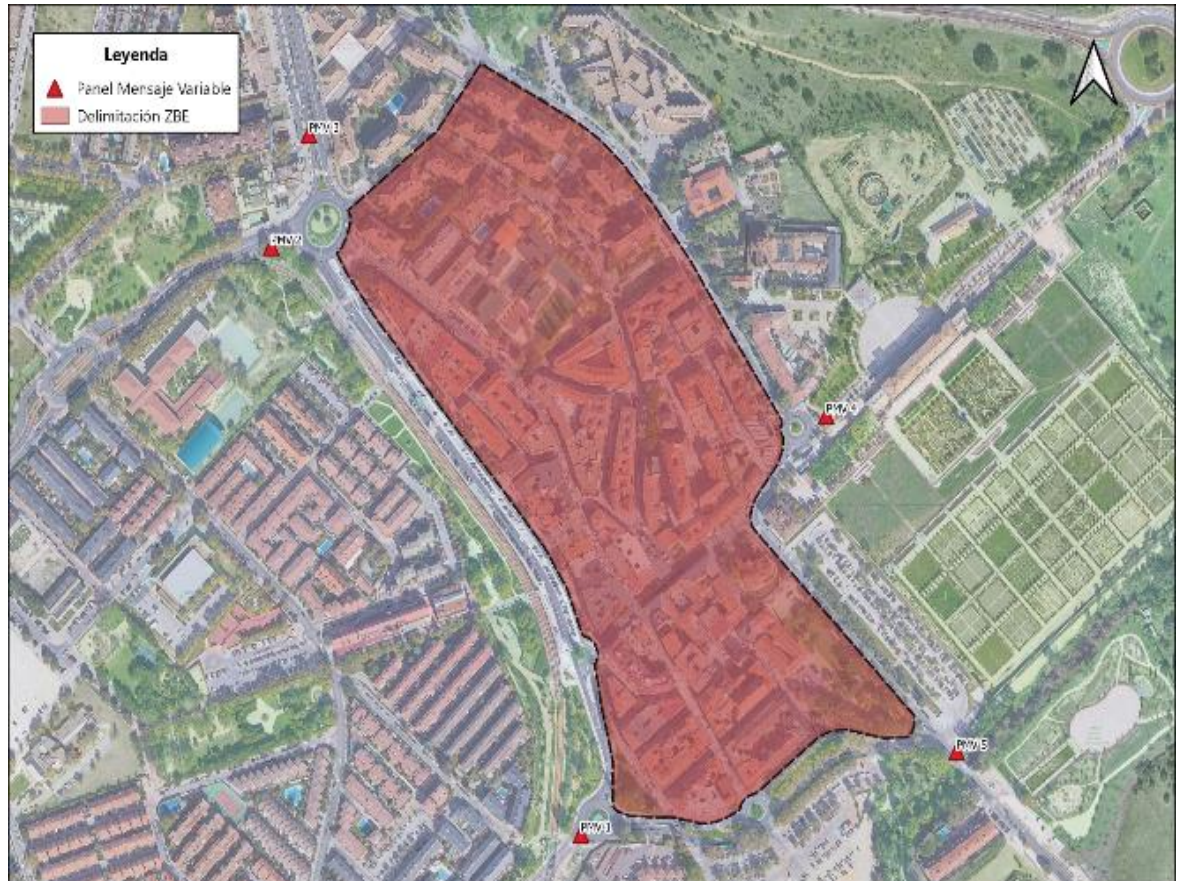 Leyenda
Panel Mensaje Variable
Delimitación ZBE
PMV 3
PMV 2
PMV 4
PMV 5
PMV 1